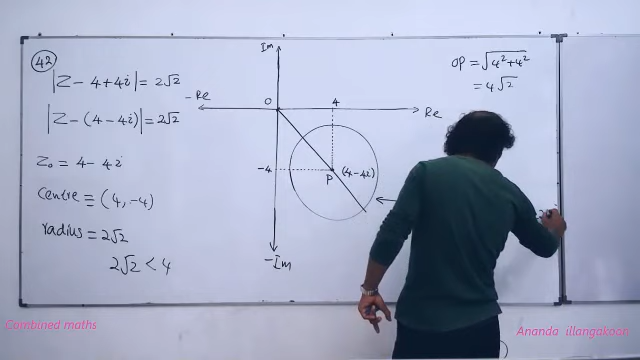 42
|Z - 4 + 4i| = 2√2
|Z - (4 - 4i)| = 2√2
Z₀ = 4 - 4i
Centre ≡ (4, -4)
radius = 2√2
2√2 < 4
Im
- Re
O
4
Re
-4
P
(4-4i)
- Im
OP = √4²+4²
= 4√2
Combined maths
Ananda illangakoon